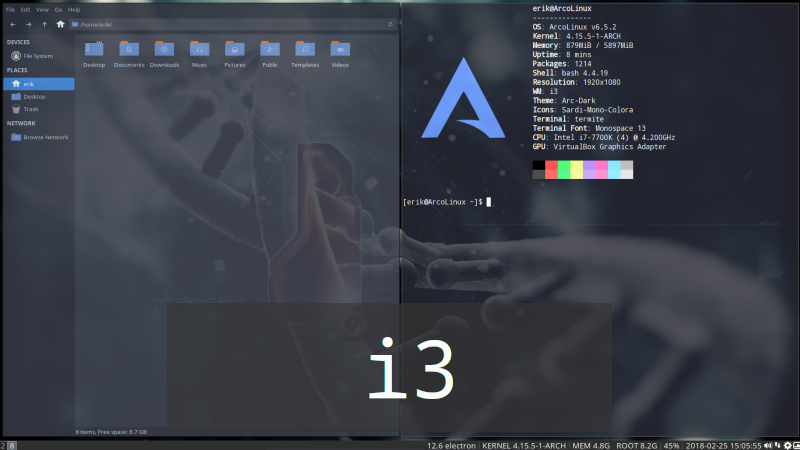 File Edit View Go Help
/home/erik/
DEVICES
File System
PLACES
erik
Desktop
Trash
NETWORK
Browse Network
Desktop Documents Downloads Music Pictures Public Templates Videos
8 items, Free space: 8.7 GB
erik@ArcoLinux
--------------
OS: ArcoLinux v6.5.2
Kernel: 4.15.5-1-ARCH
Memory: 879MiB / 5897MiB
Uptime: 8 mins
Packages: 1214
Shell: bash 4.4.19
Resolution: 1920x1080
WM: i3
Theme: Arc-Dark
Icons: Sardi-Mono-Colora
Terminal: termite
Terminal Font: Monospace 13
CPU: Intel i7-7700K (4) @ 4.200GHz
GPU: VirtualBox Graphics Adapter
[erik@ArcoLinux ~]$
i3
2 8 12.6 electron KERNEL 4.15.5-1-ARCH MEM 4.8G ROOT 8.2G 45% 2018-02-25 15:05:55